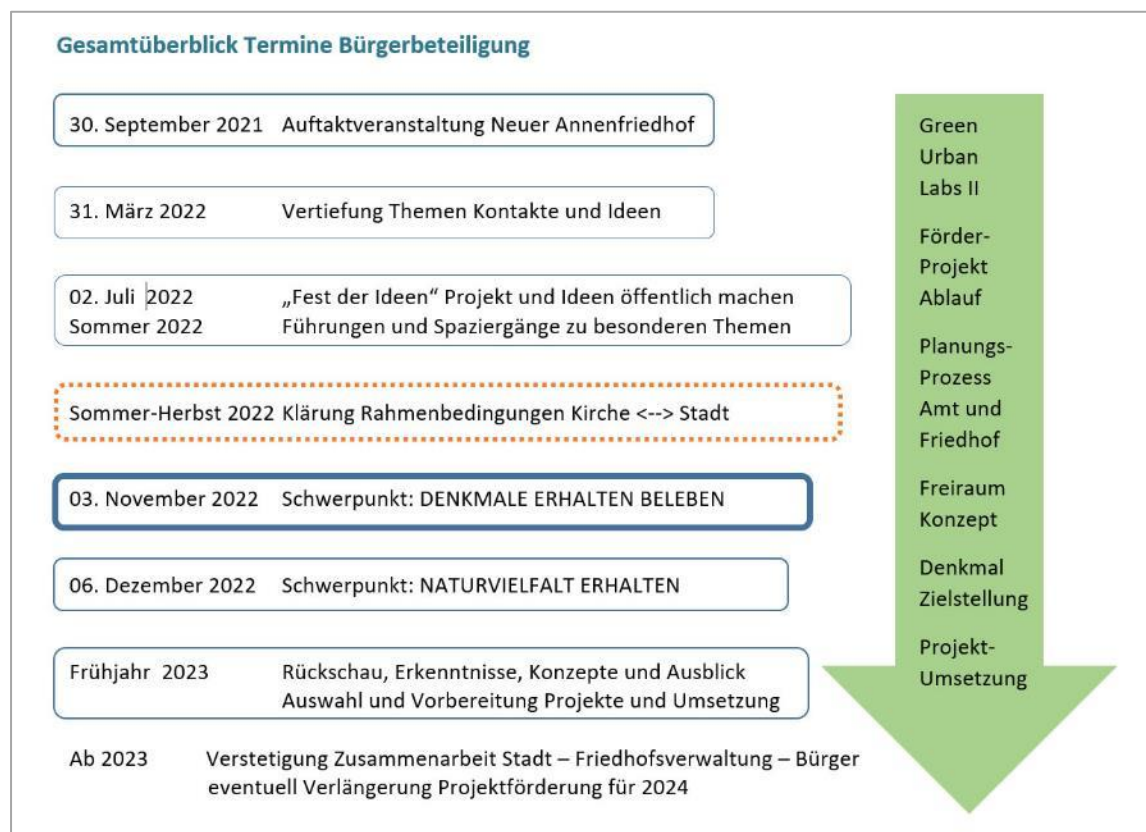 Gesamtüberblick Termine Bürgerbeteiligung
30. September 2021 Auftaktveranstaltung Neuer Annenfriedhof
31. März 2022 Vertiefung Themen Kontakte und Ideen
02. Juli 2022 „Fest der Ideen“ Projekt und Ideen öffentlich machen
Sommer 2022 Führungen und Spaziergänge zu besonderen Themen
Sommer-Herbst 2022 Klärung Rahmenbedingungen Kirche <--> Stadt
03. November 2022 Schwerpunkt: DENKMALE ERHALTEN BELEBEN
06. Dezember 2022 Schwerpunkt: NATURVIELFALT ERHALTEN
Frühjahr 2023 Rückschau, Erkenntnisse, Konzepte und Ausblick
Auswahl und Vorbereitung Projekte und Umsetzung
Ab 2023 Verstetigung Zusammenarbeit Stadt – Friedhofsverwaltung – Bürger
eventuell Verlängerung Projektförderung für 2024
Green
Urban
Labs II
Förder-
Projekt
Ablauf
Planungs-
Prozess
Amt und
Friedhof
Freiraum
Konzept
Denkmal
Zielstellung
Projekt-
Umsetzung